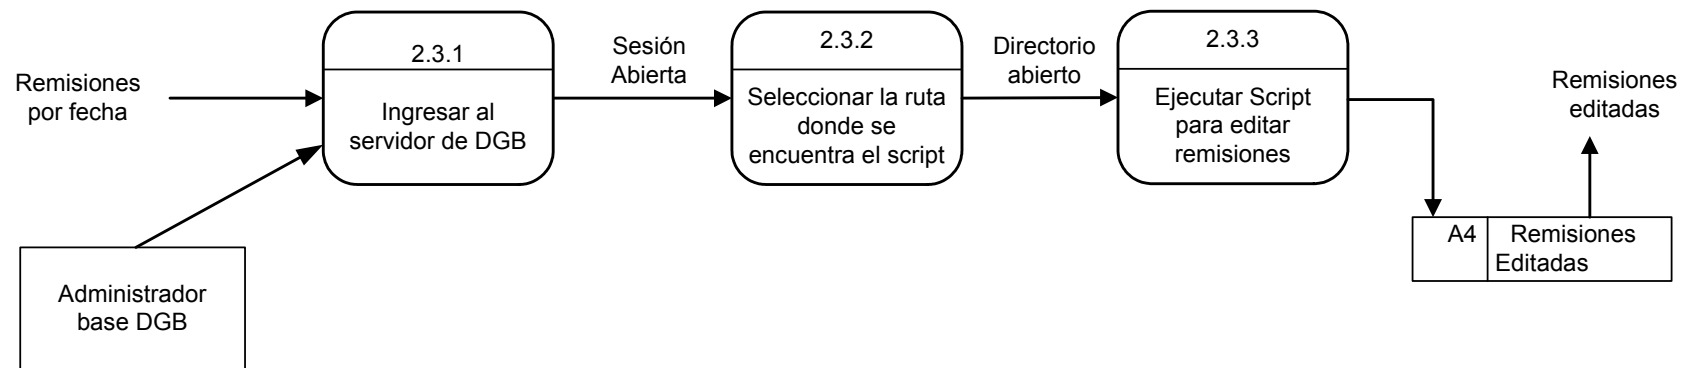 Remisiones
por fecha
2.3.1
Ingresar al
servidor de DGB
Sesión
Abierta
2.3.2
Seleccionar la ruta
donde se
encuentra el script
Directorio
abierto
2.3.3
Ejecutar Script
para editar
remisiones
Remisiones
editadas
A4
Remisiones
Editadas
Administrador
base DGB